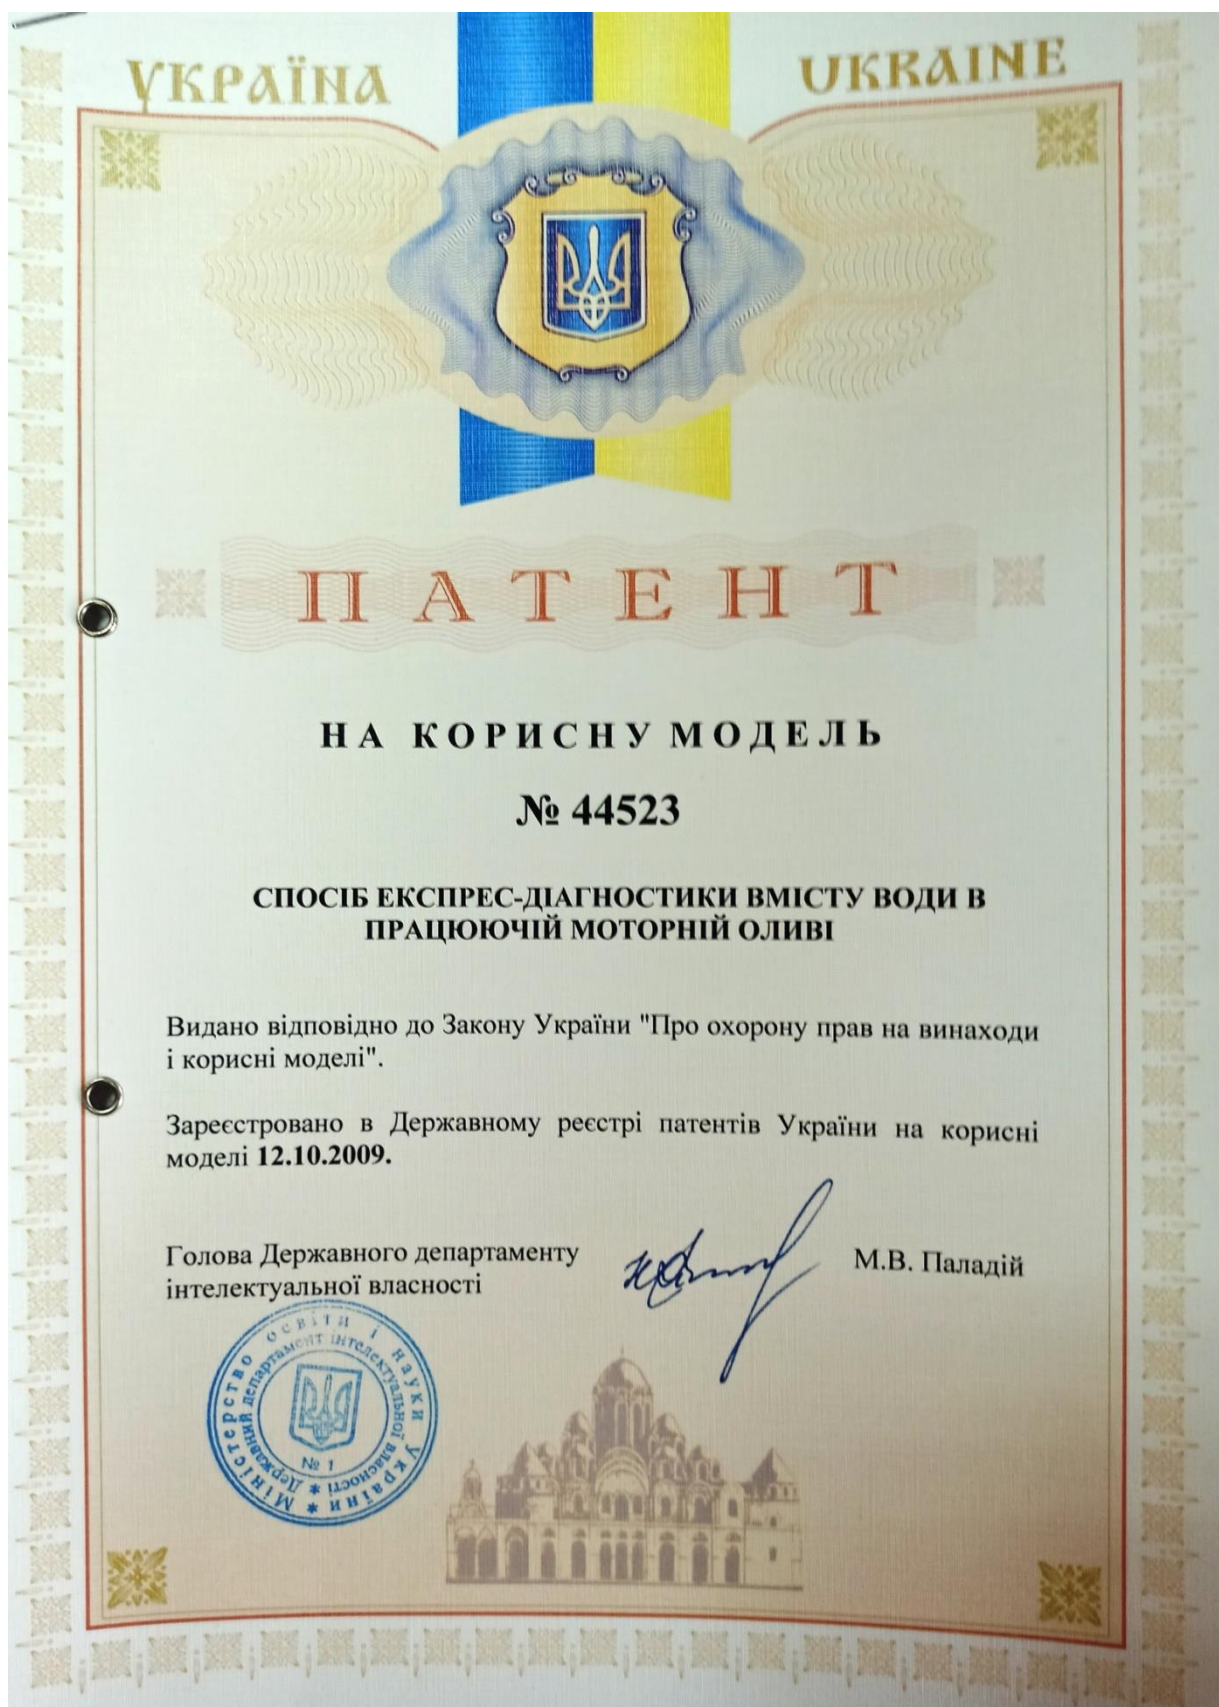 УКРАЇНА
UKRAINE
ПАТЕНТ
НА КОРИСНУ МОДЕЛЬ
№ 44523
СПОСІБ ЕКСПРЕС-ДІАГНОСТИКИ ВМІСТУ ВОДИ В
ПРАЦЮЮЧІЙ МОТОРНІЙ ОЛИВІ
Видано відповідно до Закону України "Про охорону прав на винаходи
і корисні моделі".
Зареєстровано в Державному реєстрі патентів України на корисні
моделі 12.10.2009.
Голова Державного департаменту
інтелектуальної власності
М.В. Паладій
Міністерство освіти і науки України *
Державний департамент інтелектуальної власності *
№ 1